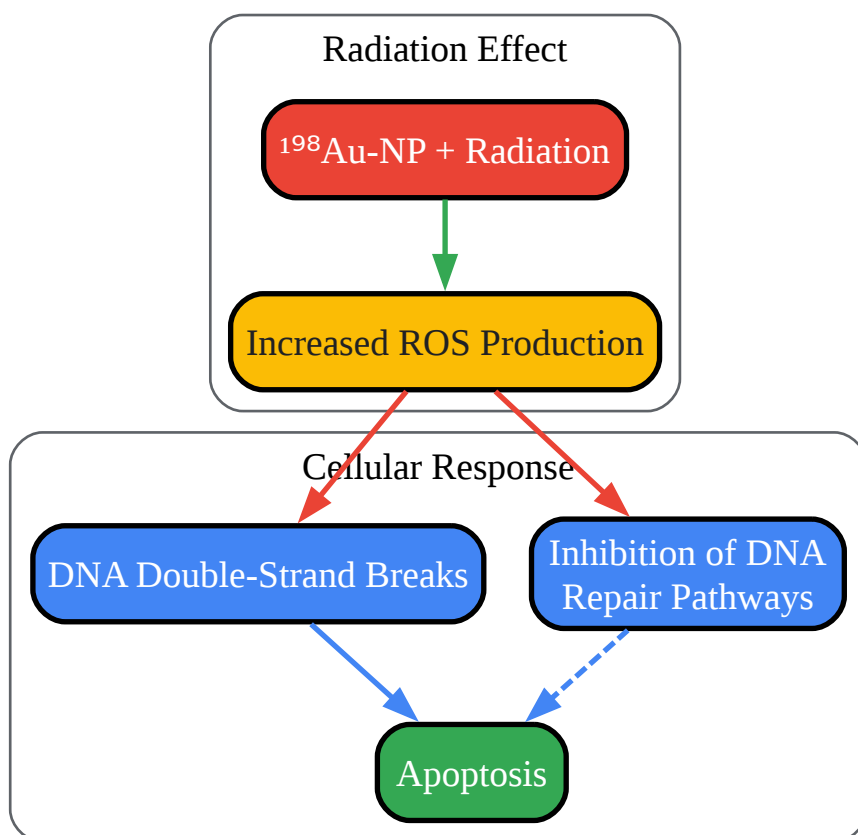 Radiation Effect
¹⁹⁸Au-NP + Radiation
Increased ROS Production
Cellular Response
DNA Double-Strand Breaks
Inhibition of DNA
Repair Pathways
Apoptosis